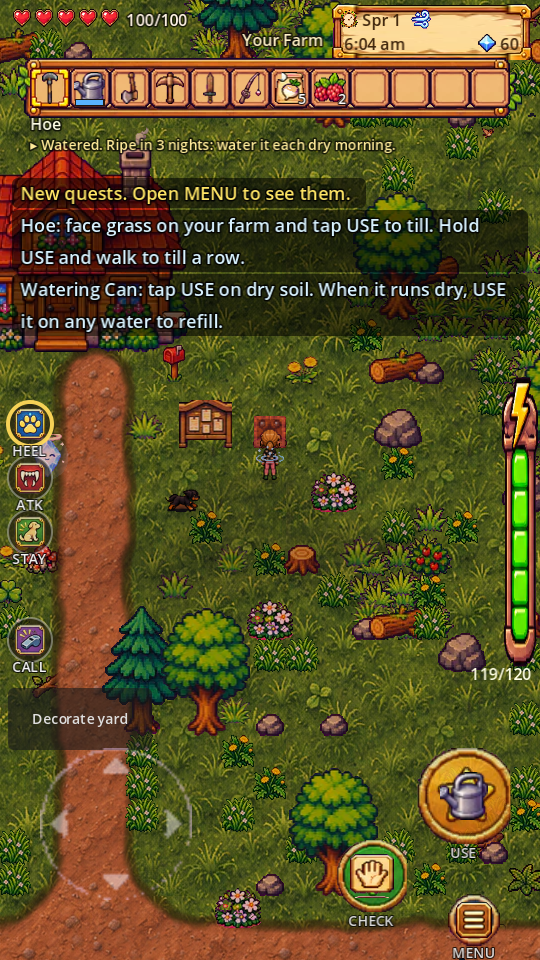 100/100
Your Farm
Spr 1
6:04 am
60
5
2
Hoe
▸ Watered. Ripe in 3 nights: water it each dry morning.
New quests. Open MENU to see them.
Hoe: face grass on your farm and tap USE to till. Hold
USE and walk to till a row.
Watering Can: tap USE on dry soil. When it runs dry, USE
it on any water to refill.
HEEL
ATK
STAY
CALL
119/120
Decorate yard
USE
CHECK
MENU